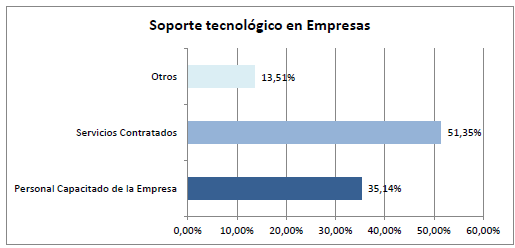 Soporte tecnológico en Empresas
Otros
13,51%
Servicios Contratados
51,35%
Personal Capacitado de la Empresa
35,14%
0,00% 10,00% 20,00% 30,00% 40,00% 50,00% 60,00%